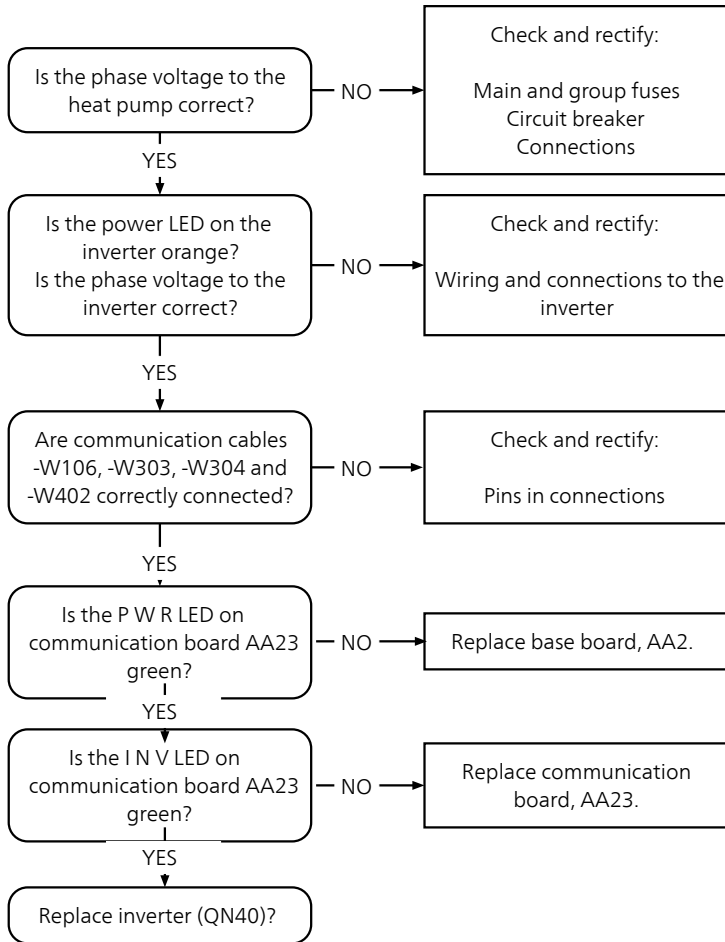 Is the phase voltage to the
heat pump correct?
NO
Check and rectify:
Main and group fuses
Circuit breaker
Connections
YES
Is the power LED on the
inverter orange?
Is the phase voltage to the
inverter correct?
NO
Check and rectify:
Wiring and connections to the
inverter
YES
Are communication cables
-W106, -W303, -W304 and
-W402 correctly connected?
NO
Check and rectify:
Pins in connections
YES
Is the P W R LED on
communication board AA23
green?
NO
Replace base board, AA2.
YES
Is the I N V LED on
communication board AA23
green?
NO
Replace communication
board, AA23.
YES
Replace inverter (QN40)?